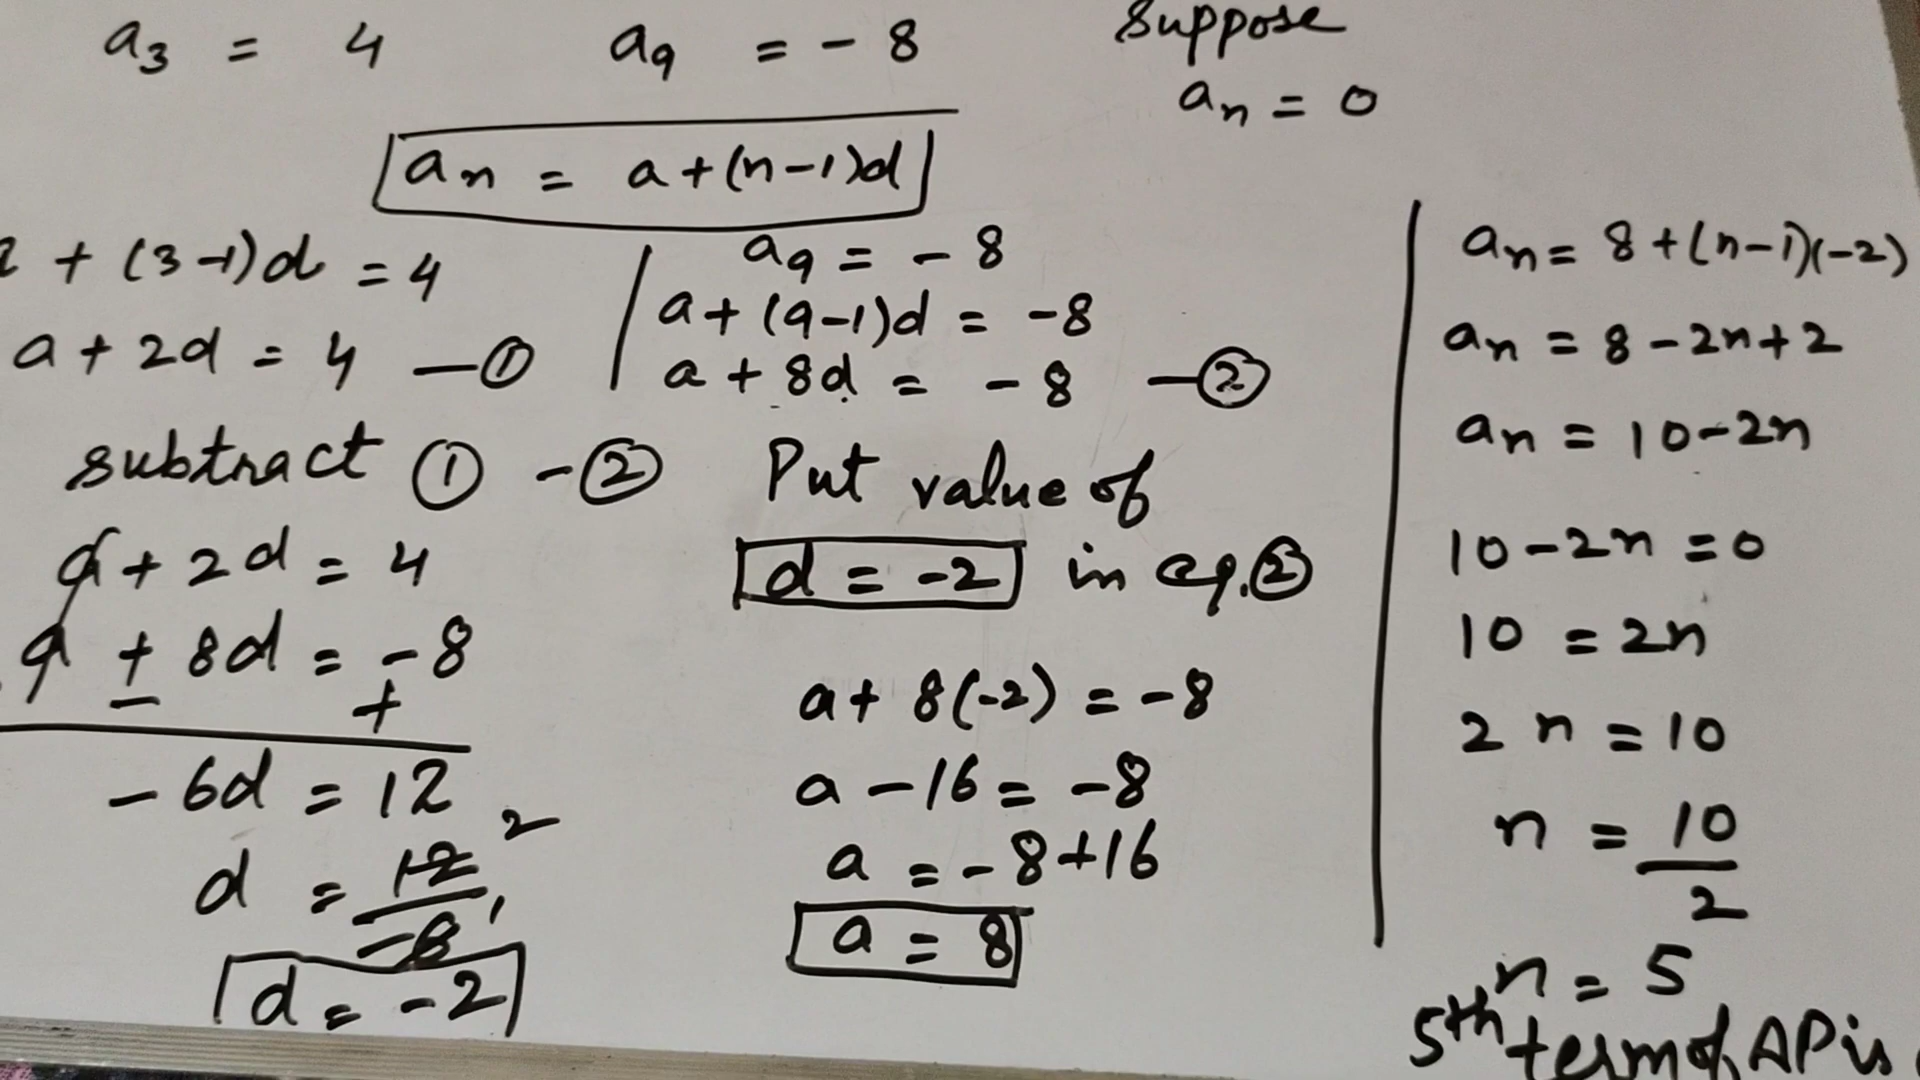 a₃ = 4 a₉ = -8 suppose
aₙ = 0
aₙ = a+(n-1)d
+ (3-1)d = 4
a + 2d = 4 —①
subtract ① -②
a + 2d = 4
a + 8d = -8
- +
-6d = 12
d = 12/-6 2 1
d = -2
a₉ = -8
a+(9-1)d = -8
a + 8d = -8 —②
Put value of
d = -2 in eq.②
a+ 8(-2) = -8
a - 16 = -8
a = -8+16
a = 8
aₙ = 8+(n-1)(-2)
aₙ = 8-2n+2
aₙ = 10-2n
10-2n = 0
10 = 2n
2n = 10
n = 10/2
n = 5
5th term of AP is